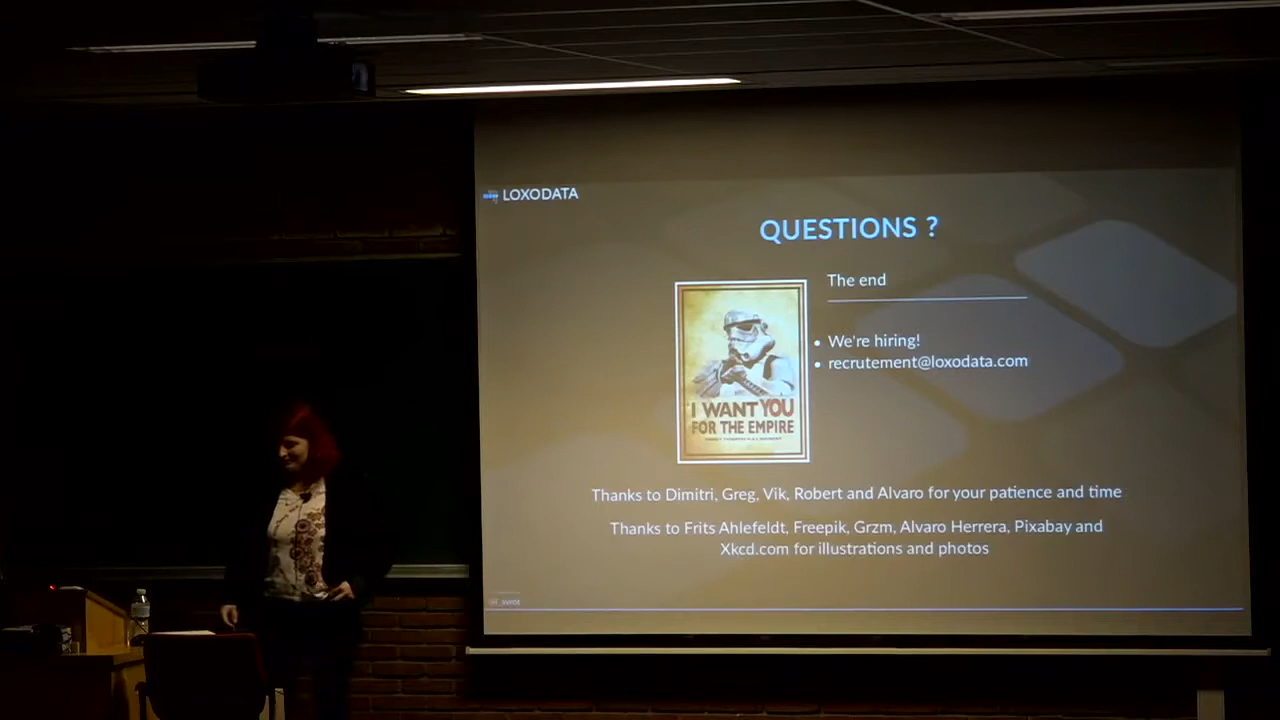 LOXODATA
QUESTIONS ?
The end
We're hiring!
recrutement@loxodata.com
I WANT YOU
FOR THE EMPIRE
Thanks to Dimitri, Greg, Vik, Robert and Alvaro for your patience and time
Thanks to Frits Ahlefeldt, Freepik, Grzm, Alvaro Herrera, Pixabay and
Xkcd.com for illustrations and photos